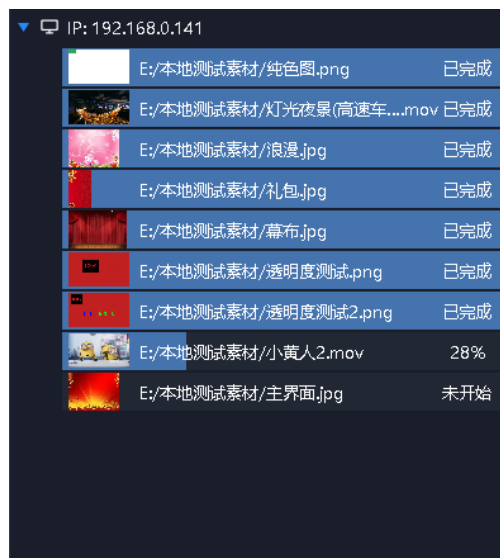 IP: 192.168.0.141
E:/本地测试素材/纯色图.png 已完成
E:/本地测试素材/灯光夜景(高速车....mov 已完成
E:/本地测试素材/浪漫.jpg 已完成
E:/本地测试素材/礼包.jpg 已完成
E:/本地测试素材/幕布.jpg 已完成
E:/本地测试素材/透明度测试.png 已完成
E:/本地测试素材/透明度测试2.png 已完成
E:/本地测试素材/小黄人2.mov 28%
E:/本地测试素材/主界面.jpg 未开始